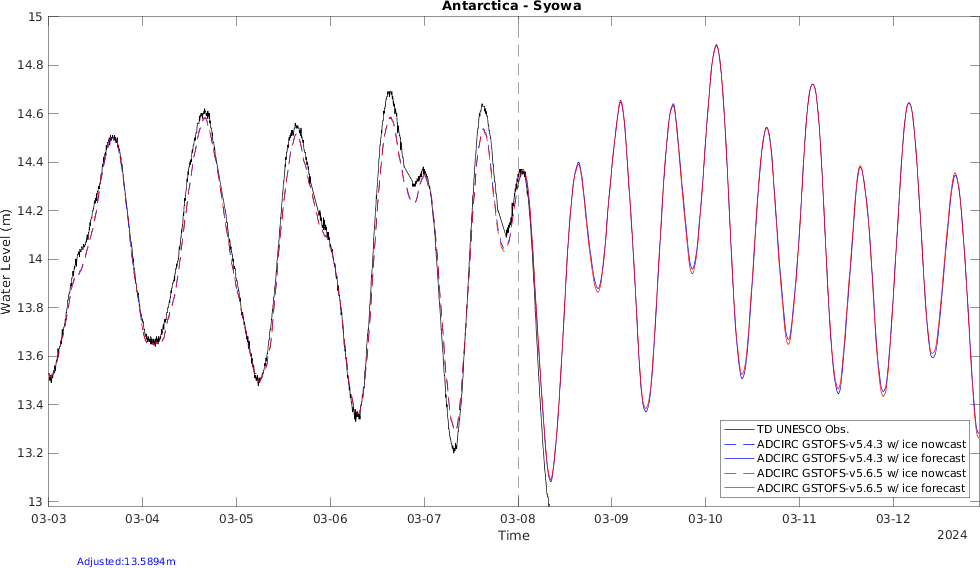 Antarctica - Syowa
15
14.8
14.6
14.4
14.2
14
13.8
13.6
13.4
13.2
13
Water Level (m)
TD UNESCO Obs.
ADCIRC GSTOFS-v5.4.3 w/ ice nowcast
ADCIRC GSTOFS-v5.4.3 w/ ice forecast
ADCIRC GSTOFS-v5.6.5 w/ ice nowcast
ADCIRC GSTOFS-v5.6.5 w/ ice forecast
03-03 03-04 03-05 03-06 03-07 03-08 03-09 03-10 03-11 03-12
Time
2024
Adjusted:13.5894m